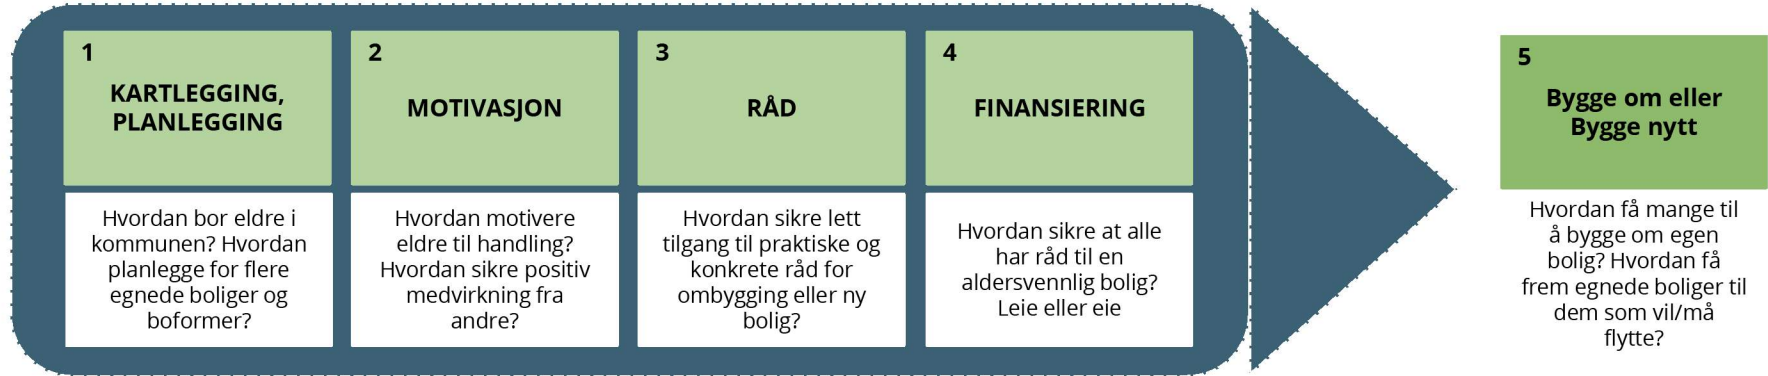 1
KARTLEGGING,
PLANLEGGING
Hvordan bor eldre i
kommunen? Hvordan
planlegge for flere
egnede boliger og
boformer?
2
MOTIVASJON
Hvordan motivere
eldre til handling?
Hvordan sikre positiv
medvirkning fra
andre?
3
RÅD
Hvordan sikre lett
tilgang til praktiske og
konkrete råd for
ombygging eller ny
bolig?
4
FINANSIERING
Hvordan sikre at alle
har råd til en
aldersvennlig bolig?
Leie eller eie
5
Bygge om eller
Bygge nytt
Hvordan få mange til
å bygge om egen
bolig? Hvordan få
frem egnede boliger til
dem som vil/må
flytte?